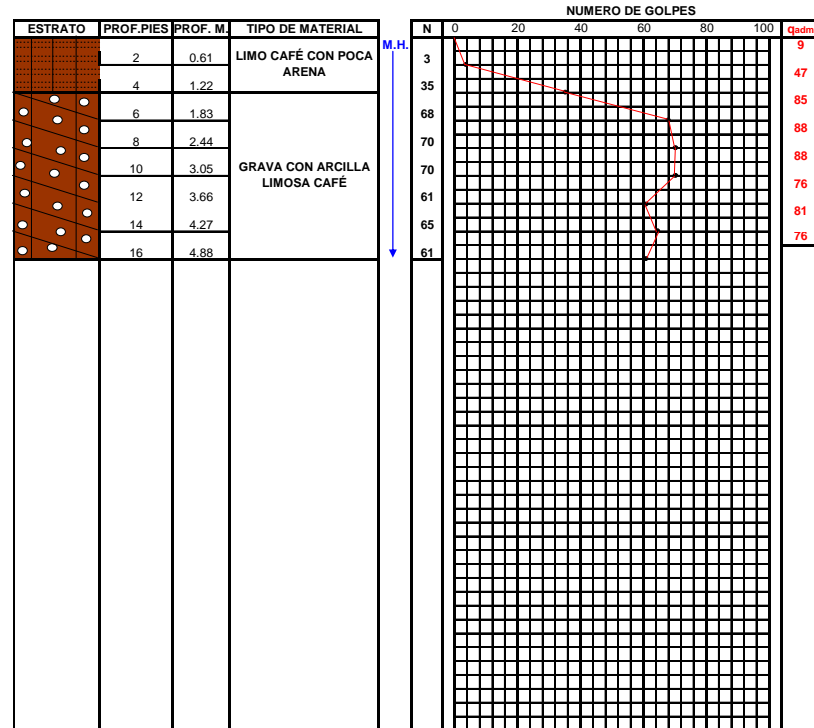 NUMERO DE GOLPES
ESTRATO PROF.PIES PROF. M. TIPO DE MATERIAL N 0 20 40 60 80 100 qadm
M.H.
2 0.61 3 9
LIMO CAFÉ CON POCA
ARENA
4 1.22 35 47
6 1.83 68 85
8 2.44 70 88
10 3.05 70 88
GRAVA CON ARCILLA
LIMOSA CAFÉ
12 3.66 61 76
14 4.27 65 81
16 4.88 61 76